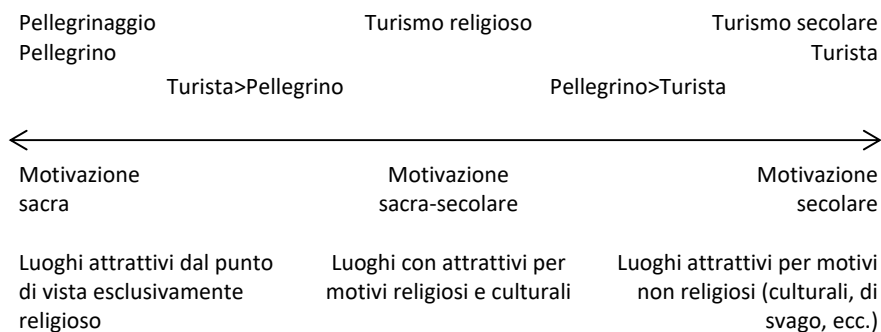 Pellegrinaggio
Pellegrino
Turismo religioso
Turismo secolare
Turista
Turista>Pellegrino
Pellegrino>Turista
Motivazione
sacra
Motivazione
sacra-secolare
Motivazione
secolare
Luoghi attrattivi dal punto
di vista esclusivamente
religioso
Luoghi con attrattivi per
motivi religiosi e culturali
Luoghi attrattivi per motivi
non religiosi (culturali, di
svago, ecc.)